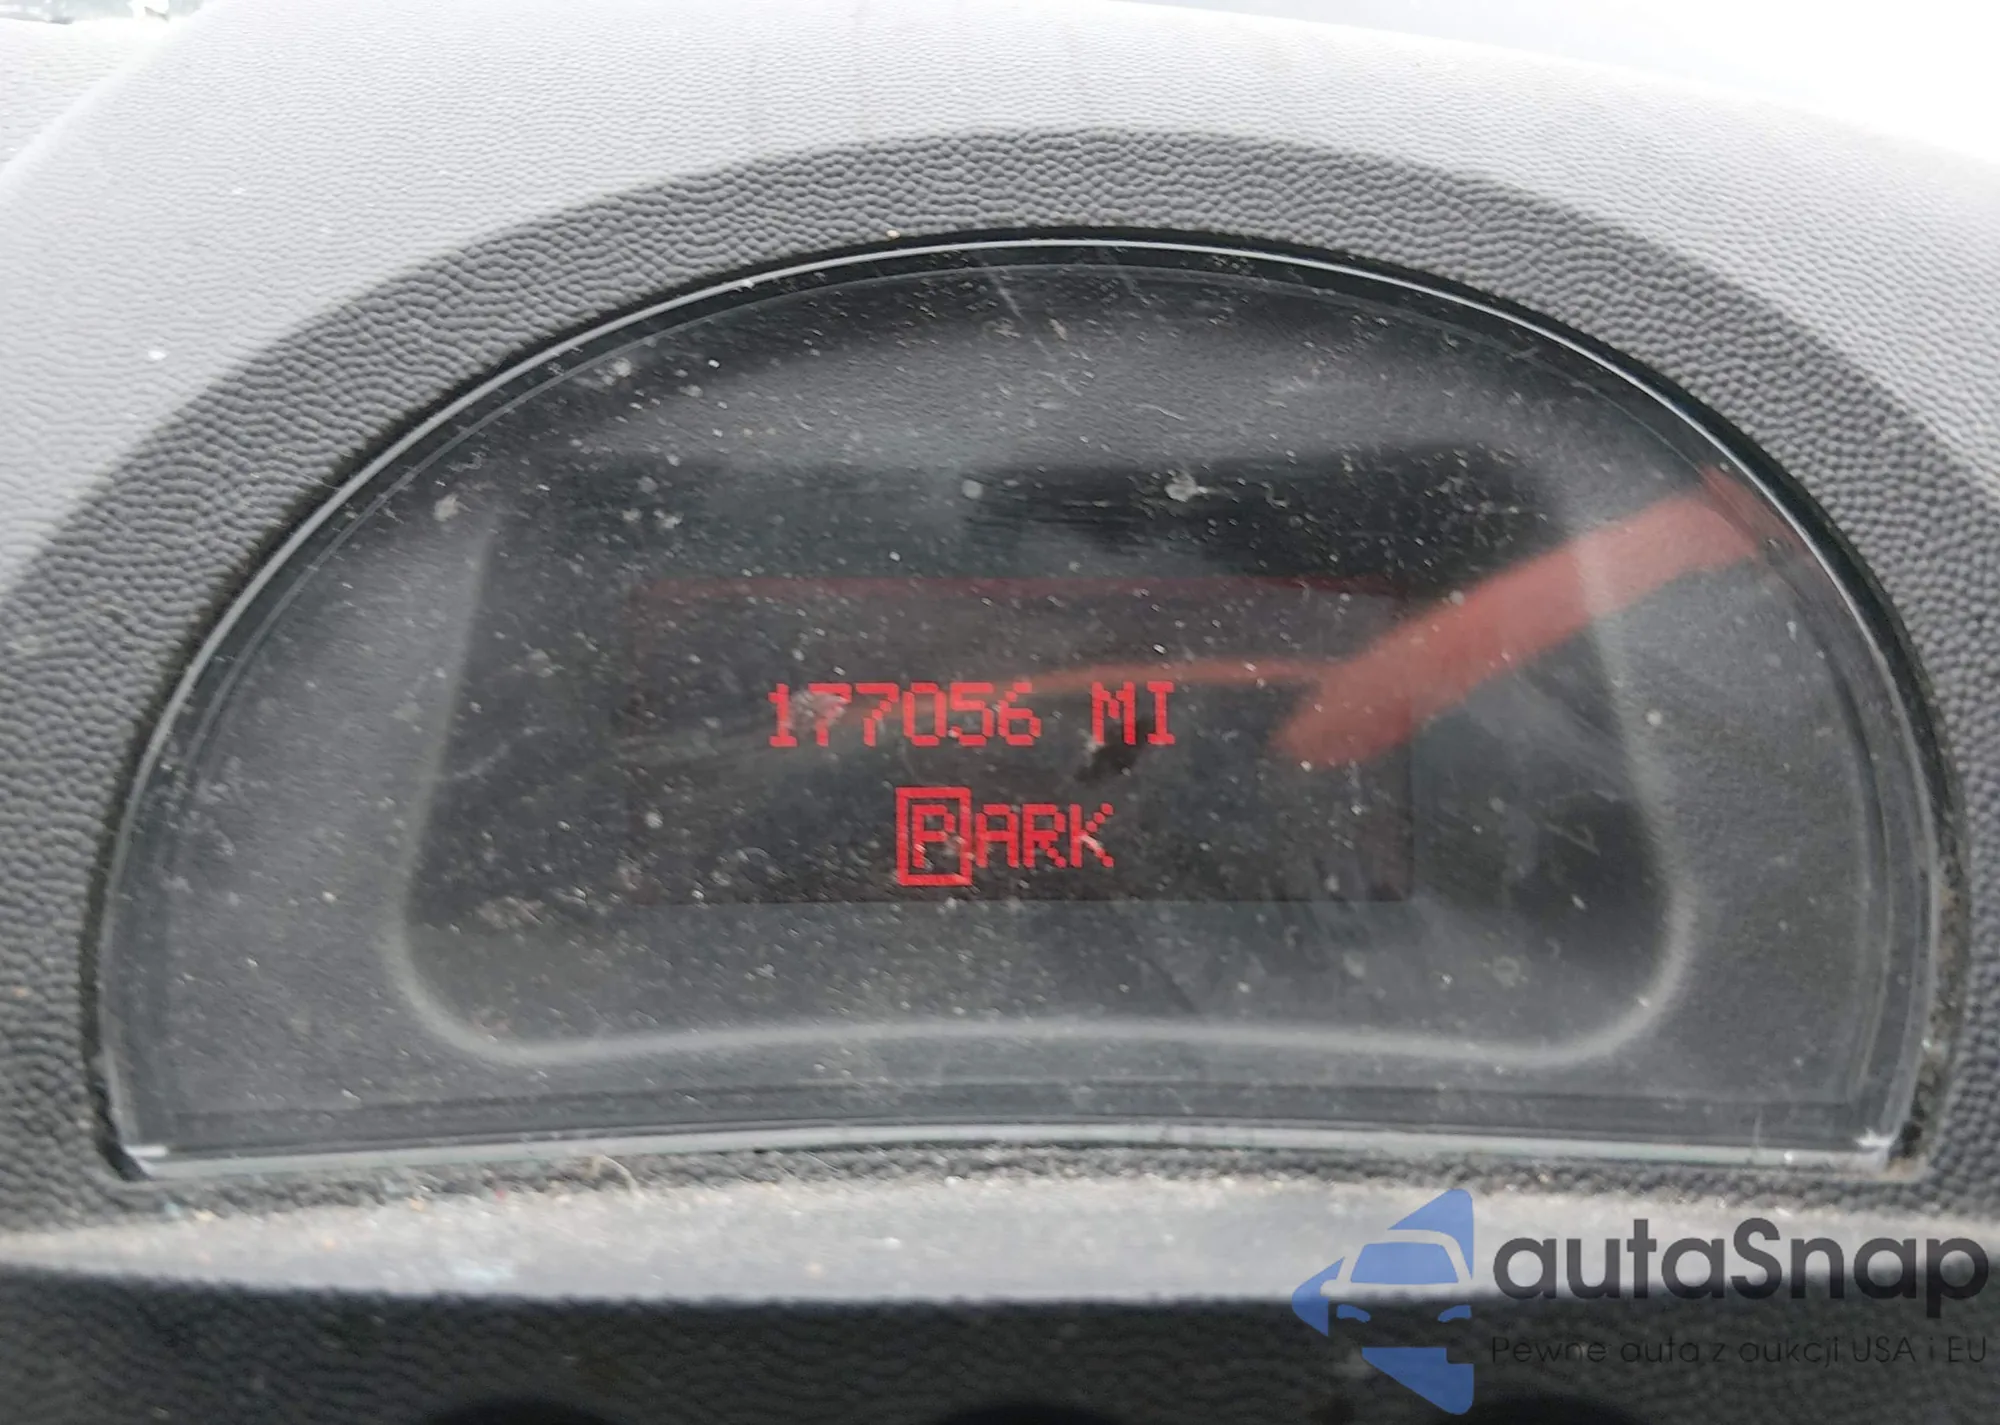 177056 MI
PARK
autaSnap
Pewne auta z aukcji USA i EU